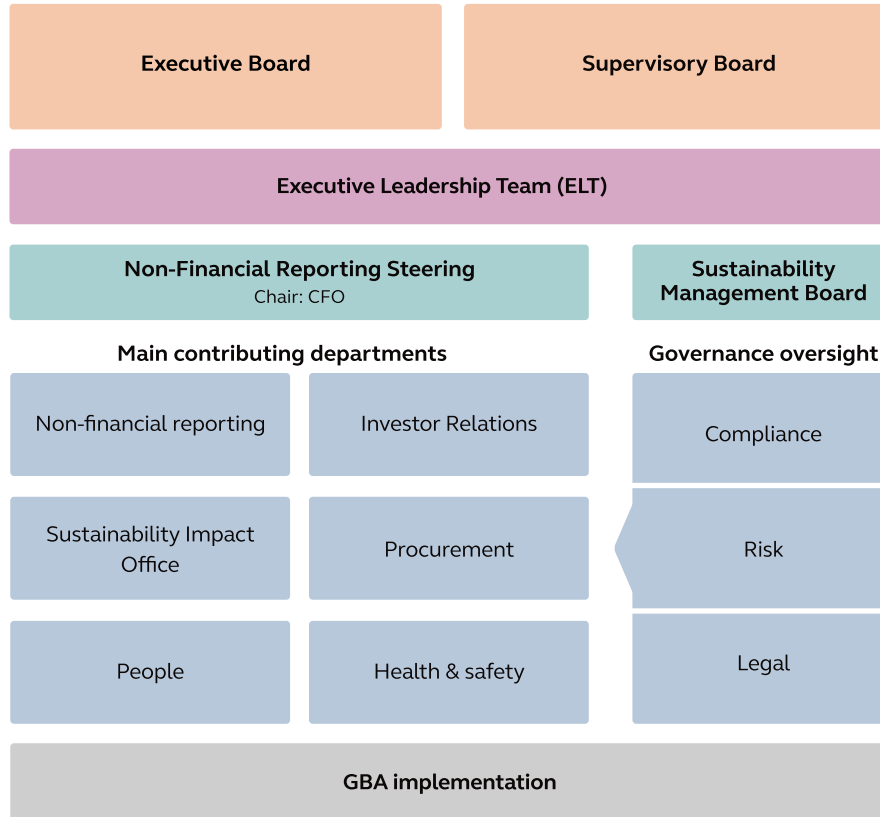 Executive Board
Supervisory Board
Executive Leadership Team (ELT)
Non-Financial Reporting Steering
Chair: CFO
Sustainability
Management Board
Main contributing departments
Governance oversight
Non-financial reporting
Investor Relations
Compliance
Sustainability Impact
Office
Procurement
Risk
People
Health & safety
Legal
GBA implementation